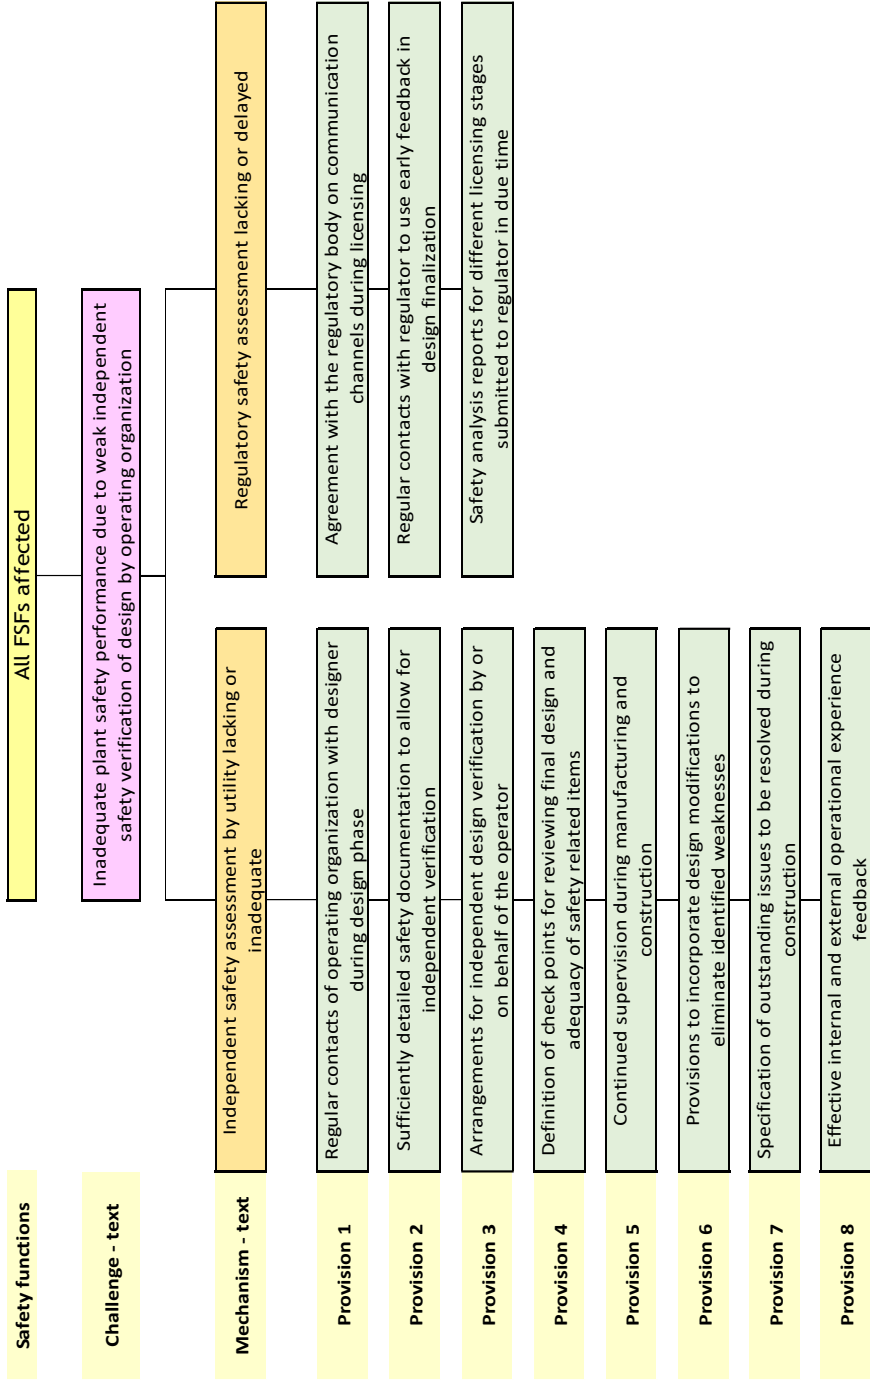 Safety functions
All FSFs affected
Challenge - text
Inadequate plant safety performance due to weak independent
safety verification of design by operating organization
Mechanism - text
Independent safety assessment by utility lacking or
inadequate
Regulatory safety assessment lacking or delayed
Provision 1
Regular contacts of operating organization with designer
during design phase
Agreement with the regulatory body on communication
channels during licensing
Provision 2
Sufficiently detailed safety documentation to allow for
independent verification
Regular contacts with regulator to use early feedback in
design finalization
Provision 3
Arrangements for independent design verification by or
on behalf of the operator
Safety analysis reports for different licensing stages
submitted to regulator in due time
Provision 4
Definition of check points for reviewing final design and
adequacy of safety related items
Provision 5
Continued supervision during manufacturing and
construction
Provision 6
Provisions to incorporate design modifications to
eliminate identified weaknesses
Provision 7
Specification of outstanding issues to be resolved during
construction
Provision 8
Effective internal and external operational experience
feedback